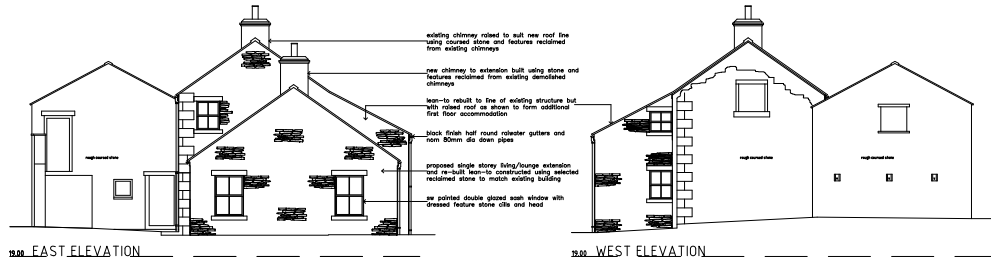 existing chimney raised to suit new roof line
using coursed stone and features reclaimed
from existing chimneys
new chimney to extension built using stone and
features reclaimed from existing demolished
chimneys
lean-to rebuilt to line of existing structure but
with raised roof as shown to form additional
first floor accommodation
black finish half round raiwater gutters and
nom 80mm dia down pipes
proposed single storey living/lounge extension
and re-built lean-to constructed using selected
reclaimed stone to match existing building
sw painted double glazed sash window with
dressed feature stone cills and head
rough coursed stone
rough coursed stone
rough coursed stone
19.00 EAST ELEVATION
19.00 WEST ELEVATION